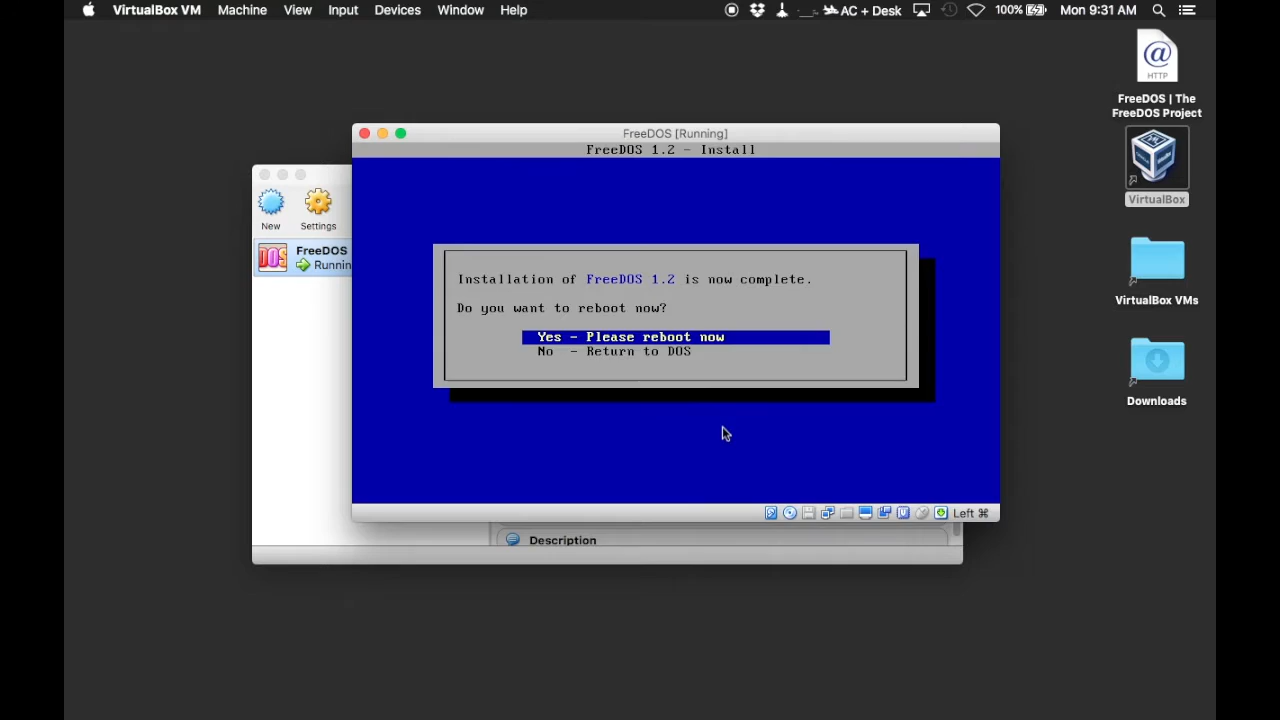 VirtualBox VM Machine View Input Devices Window Help
AC + Desk 100% Mon 9:31 AM
@
HTTP
FreeDOS | The
FreeDOS Project
VirtualBox
VirtualBox VMs
Downloads
New Settings
DOS FreeDOS
Runnin
FreeDOS [Running]
FreeDOS 1.2 - Install
Installation of FreeDOS 1.2 is now complete.
Do you want to reboot now?
Yes - Please reboot now
No - Return to DOS
Left ⌘
Description